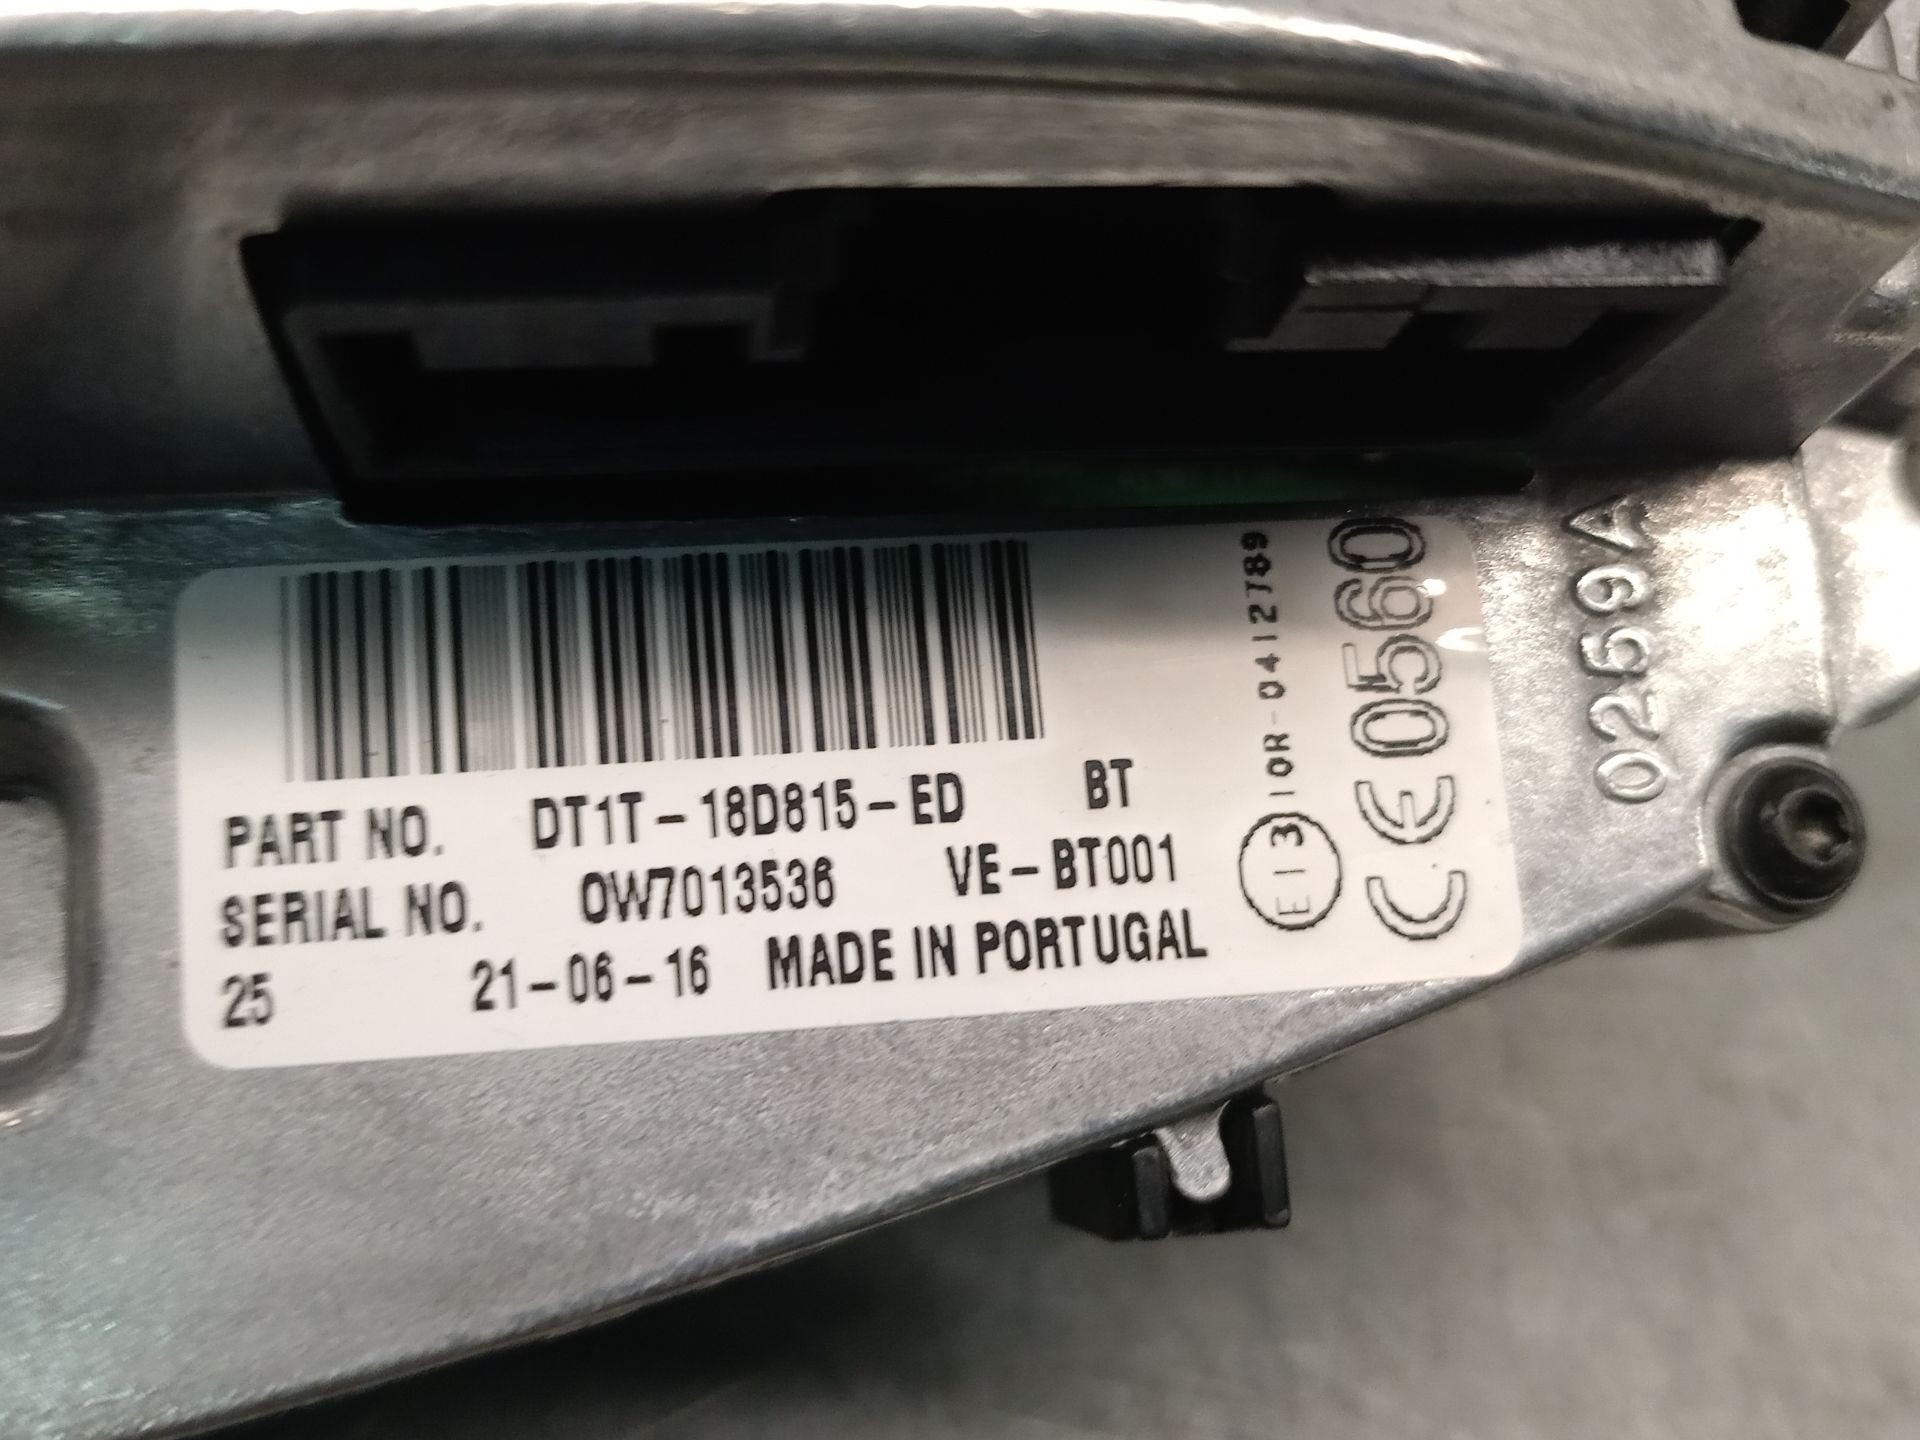 PART NO. DT1T-18D815-ED BT
SERIAL NO. 0W7013536 VE-BT001
25 21-06-16 MADE IN PORTUGAL
E13 10R-0412789
CE0560
0259A